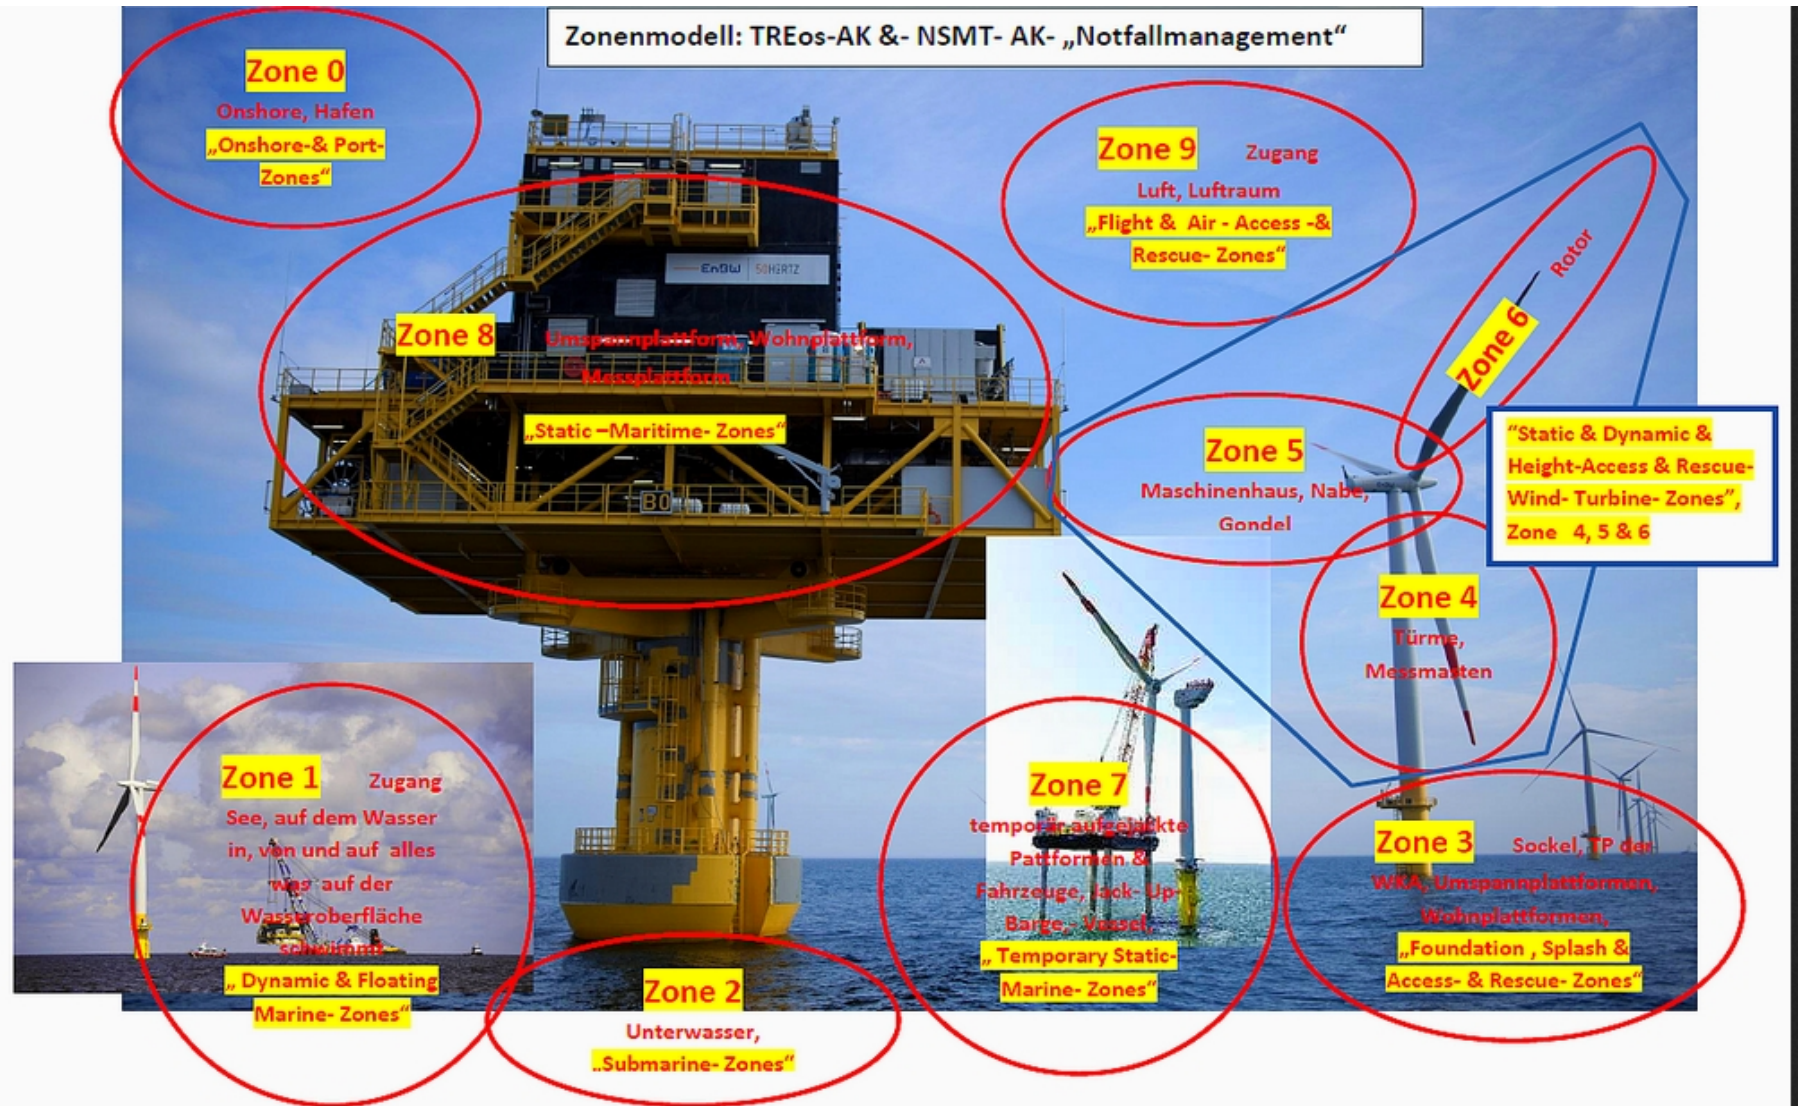 Zonenmodell: TREos-AK &- NSMT- AK- „Notfallmanagement“
Zone 0
Onshore, Hafen
„Onshore-& Port-
Zones“
Zone 9 Zugang
Luft, Luftraum
„Flight & Air - Access -&
Rescue- Zones“
Rotor
Zone 6
EnBW 50HERTZ
Zone 8 Umspannplattform, Wohnplattform,
Messplattform
„Static –Maritime- Zones“
B0
Zone 5
Maschinenhaus, Nabe,
Gondel
EnBW
“Static & Dynamic &
Height-Access & Rescue-
Wind- Turbine- Zones”,
Zone 4, 5 & 6
Zone 4
Türme,
Messmasten
Zone 1 Zugang
See, auf dem Wasser
in, von und auf alles
was auf der
Wasseroberfläche
schwimmt
„ Dynamic & Floating
Marine- Zones“
Zone 2
Unterwasser,
„Submarine- Zones“
Zone 7
temporär aufgejackte
Pattformen &
Fahrzeuge, Jack- Up-
Barge,- Vessel,
„ Temporary Static-
Marine- Zones“
Zone 3 Sockel, TP der
WKA, Umspannplattformen,
Wohnplattformen,
„Foundation , Splash &
Access- & Rescue- Zones“